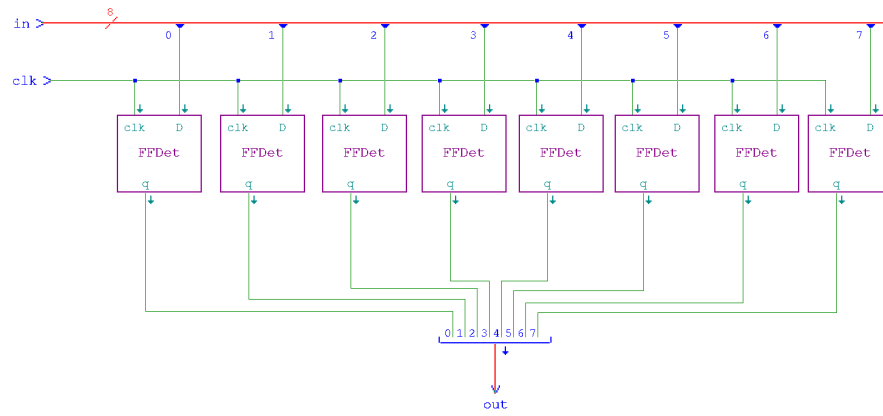 8
in
0 1 2 3 4 5 6 7
clk
clk D clk D clk D clk D clk D clk D clk D clk D
FFDet FFDet FFDet FFDet FFDet FFDet FFDet FFDet
q q q q q q q q
0 1 2 3 4 5 6 7
out